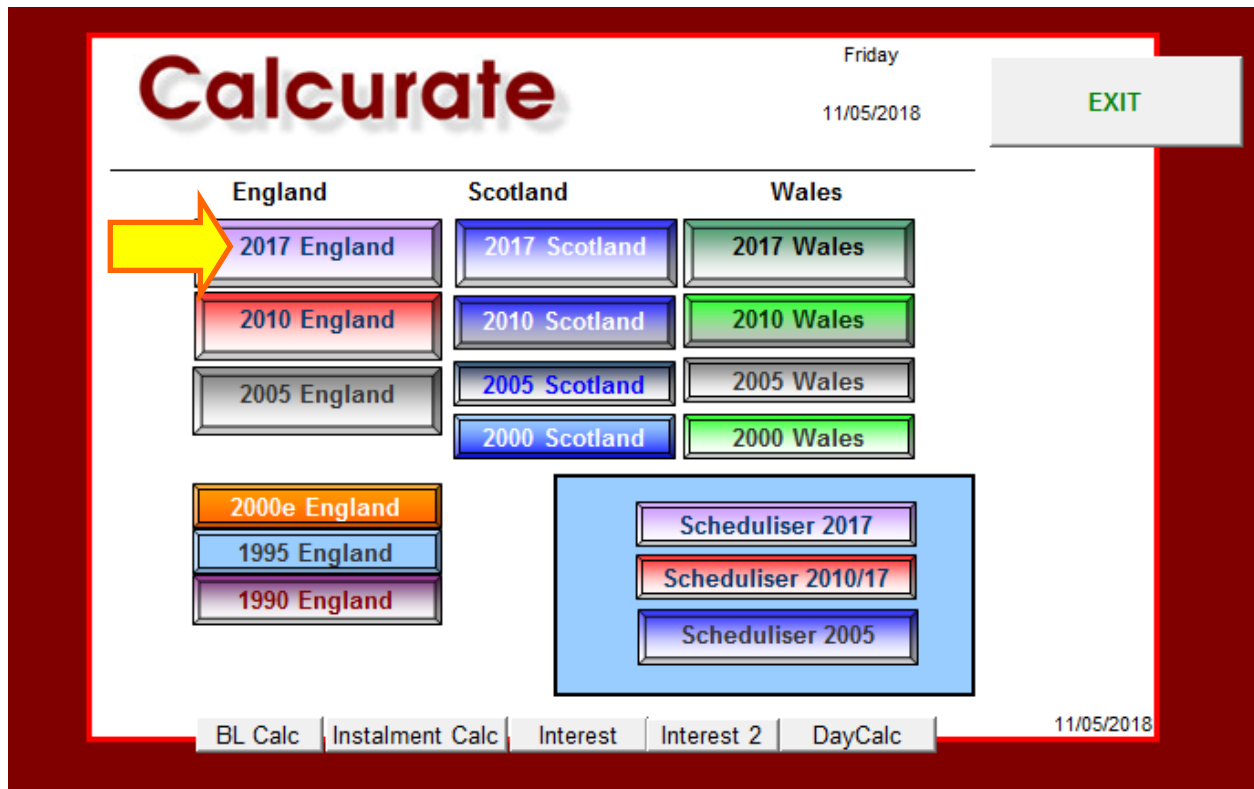 Calcurate
Friday
11/05/2018
EXIT
England Scotland Wales
2017 England 2017 Scotland 2017 Wales
2010 England 2010 Scotland 2010 Wales
2005 England 2005 Scotland 2005 Wales
2000 Scotland 2000 Wales
2000e England
1995 England
1990 England
Scheduliser 2017
Scheduliser 2010/17
Scheduliser 2005
BL Calc Instalment Calc Interest Interest 2 DayCalc
11/05/2018